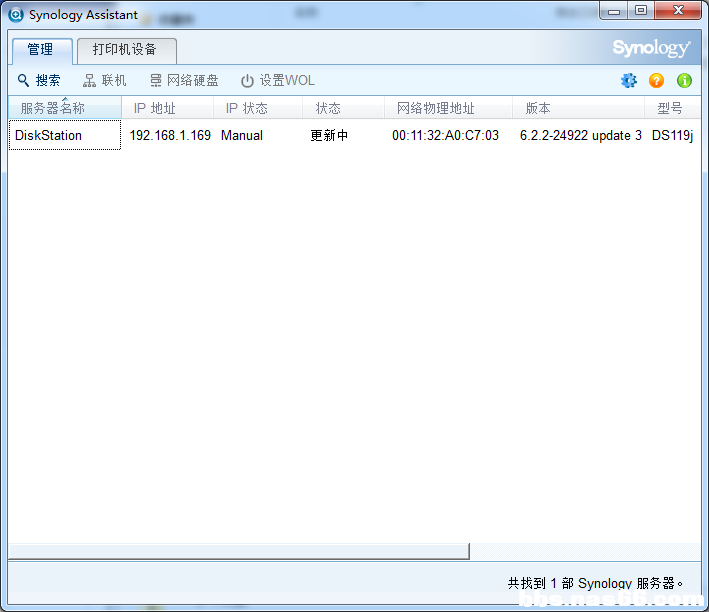 Synology Assistant
管理 打印机设备
Synology
搜索 联机 网络硬盘 设置WOL
服务器名称 IP 地址 IP 状态 状态 网络物理地址 版本 型号
DiskStation 192.168.1.169 Manual 更新中 00:11:32:A0:C7:03 6.2.2-24922 update 3 DS119j
共找到 1 部 Synology 服务器。
bbs.nas66.com